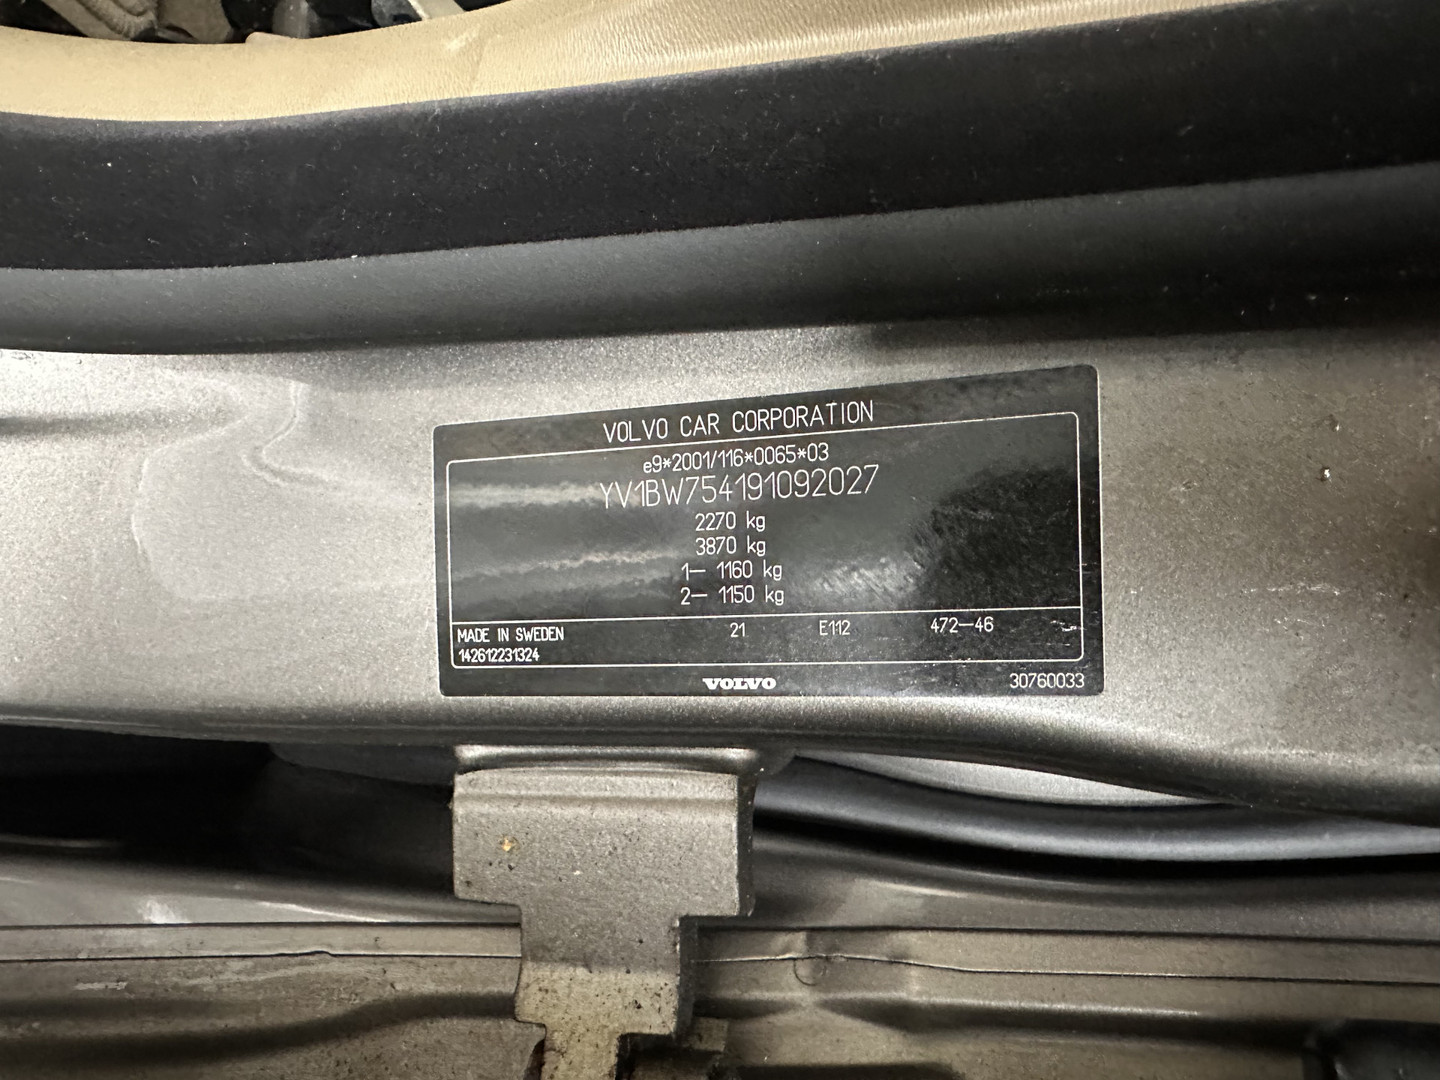 VOLVO CAR CORPORATION
e9*2001/116*0065*03
YV1BW754191092027
2270 kg
3870 kg
1— 1160 kg
2— 1150 kg
MADE IN SWEDEN 21 E112 472—46
142612231324
VOLVO 30760033